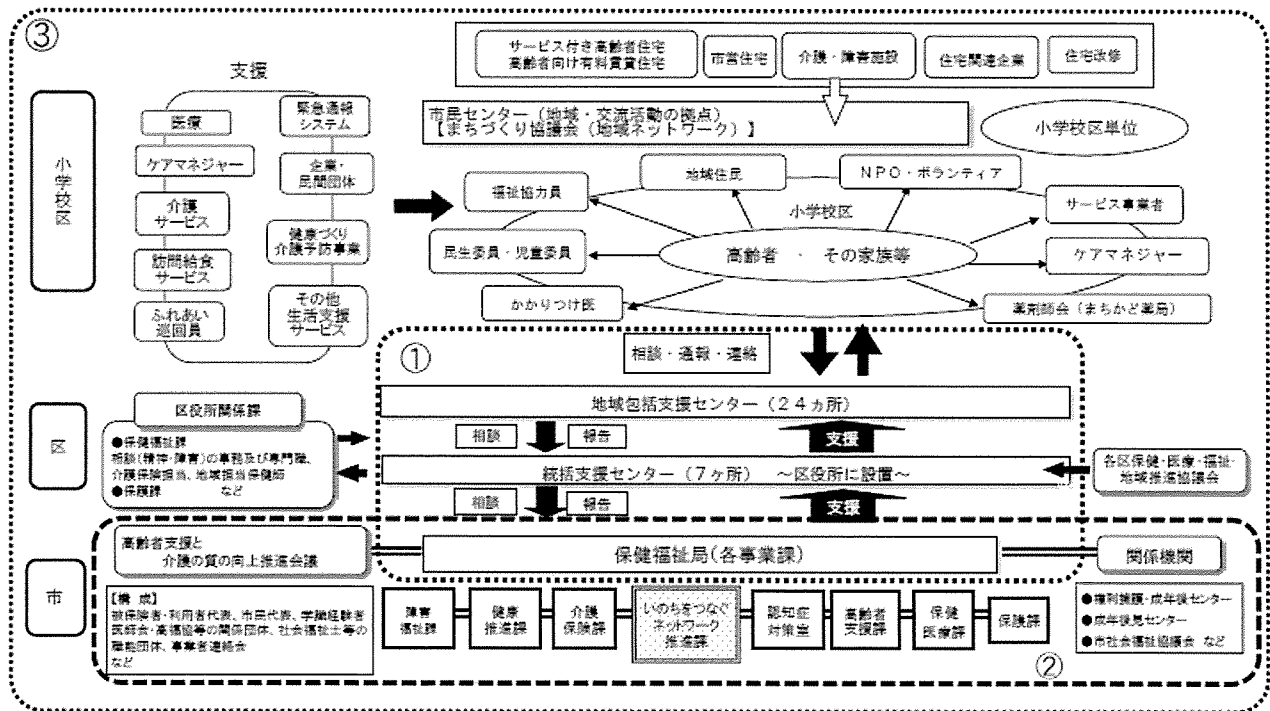 ③
支援
小学校区
医療
ケアマネジャー
介護
サービス
訪問給食
サービス
ふれあい
巡回員
緊急通報
システム
企業・
民間団体
健康づくり
介護予防事業
その他
生活支援
サービス
サービス付き高齢者住宅
高齢者向け有料賃貸住宅
市営住宅
介護・障害施設
住宅関連企業
住宅改修
市民センター（地域・交流活動の拠点）
【まちづくり協議会（地域ネットワーク）】
小学校区単位
地域住民
NPO・ボランティア
福祉協力員
小学校区
サービス事業者
民生委員・児童委員
高齢者 ・ その家族等
ケアマネジャー
かかりつけ医
薬剤師会（まちかど薬局）
①
相談・通報・連絡
区
区役所関係課
●保健福祉課
相談(精神・障害)の事務及び専門職、
介護保険担当、地域担当保健師
●保護課 など
地域包括支援センター（２４ヵ所）
相談
報告
支援
統括支援センター（７ヶ所） ～区役所に設置～
各区保健・医療・福祉・
地域推進協議会
相談
報告
支援
市
高齢者支援と
介護の質の向上推進会議
保健福祉局(各事業課)
関係機関
【構 成】
被保険者・利用者代表、市民代表、学識経験者
医師会・高福協等の関係団体、社会福祉士等の
職能団体、事業者連絡会
など
障害
福祉課
健康
推進課
介護
保険課
いのちをつなぐ
ネットワーク
推進課
認知症
対策室
高齢者
支援課
保健
医療課
保護課
●権利擁護・成年後センター
●成年後見センター
●市社会福祉協議会 など
②